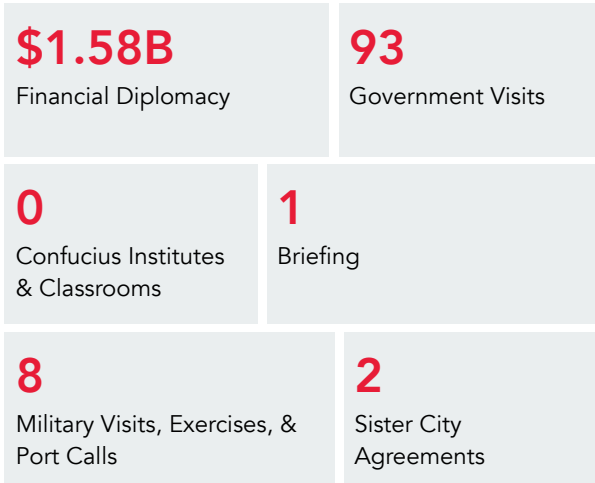 $1.58B
Financial Diplomacy
93
Government Visits
0
Confucius Institutes
& Classrooms
1
Briefing
8
Military Visits, Exercises, &
Port Calls
2
Sister City
Agreements